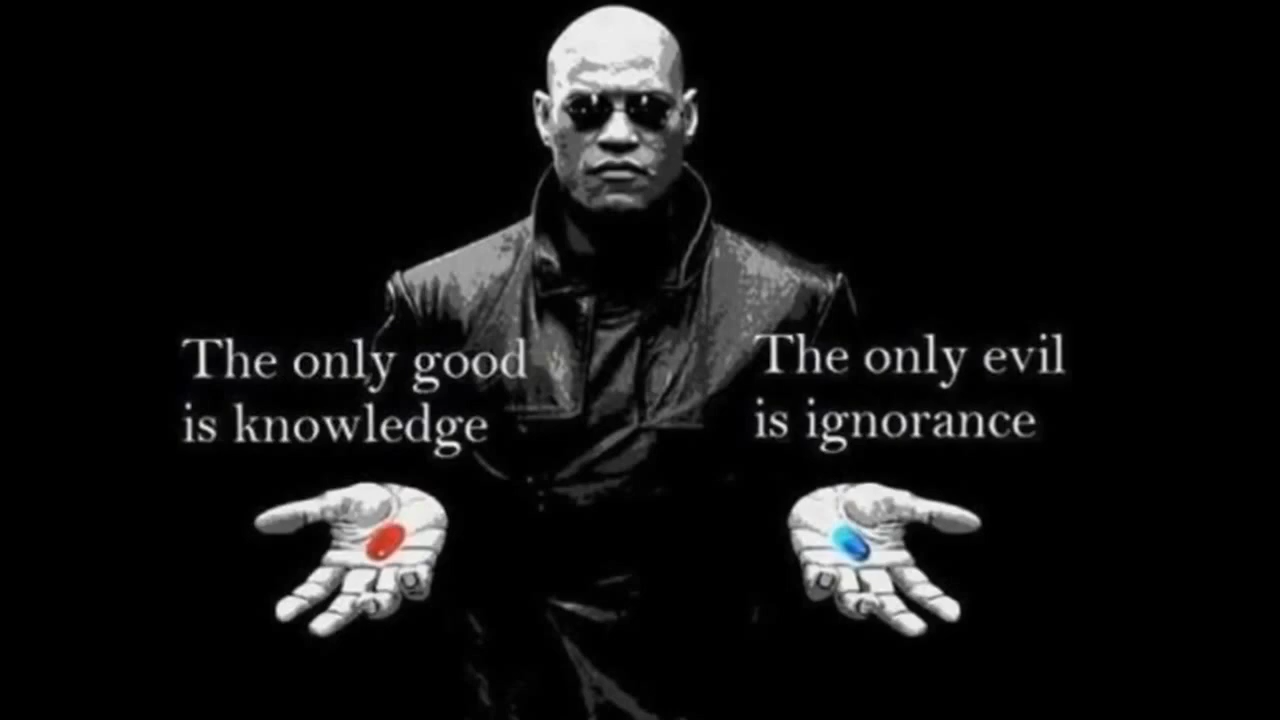 The only good
is knowledge
The only evil
is ignorance